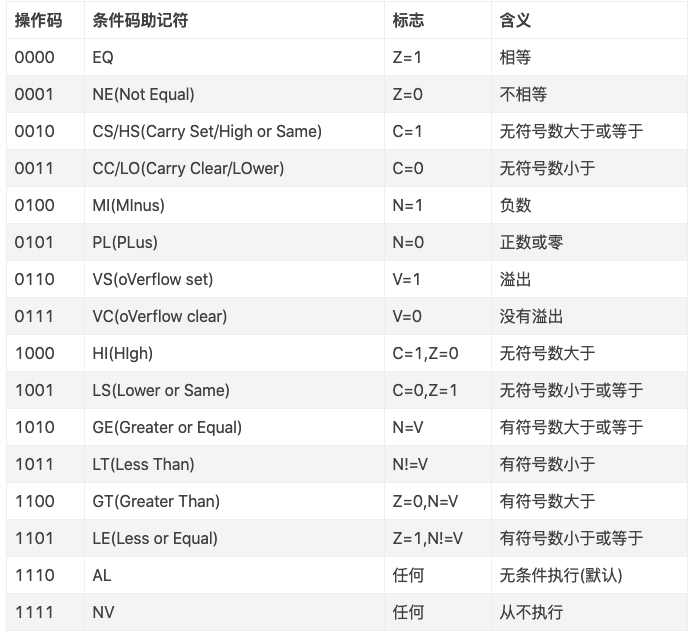 操作码 条件码助记符 标志 含义
0000 EQ Z=1 相等
0001 NE(Not Equal) Z=0 不相等
0010 CS/HS(Carry Set/High or Same) C=1 无符号数大于或等于
0011 CC/LO(Carry Clear/LOwer) C=0 无符号数小于
0100 MI(MInus) N=1 负数
0101 PL(PLus) N=0 正数或零
0110 VS(oVerflow set) V=1 溢出
0111 VC(oVerflow clear) V=0 没有溢出
1000 HI(HIgh) C=1,Z=0 无符号数大于
1001 LS(Lower or Same) C=0,Z=1 无符号数小于或等于
1010 GE(Greater or Equal) N=V 有符号数大于或等于
1011 LT(Less Than) N!=V 有符号数小于
1100 GT(Greater Than) Z=0,N=V 有符号数大于
1101 LE(Less or Equal) Z=1,N!=V 有符号数小于或等于
1110 AL 任何 无条件执行(默认)
1111 NV 任何 从不执行